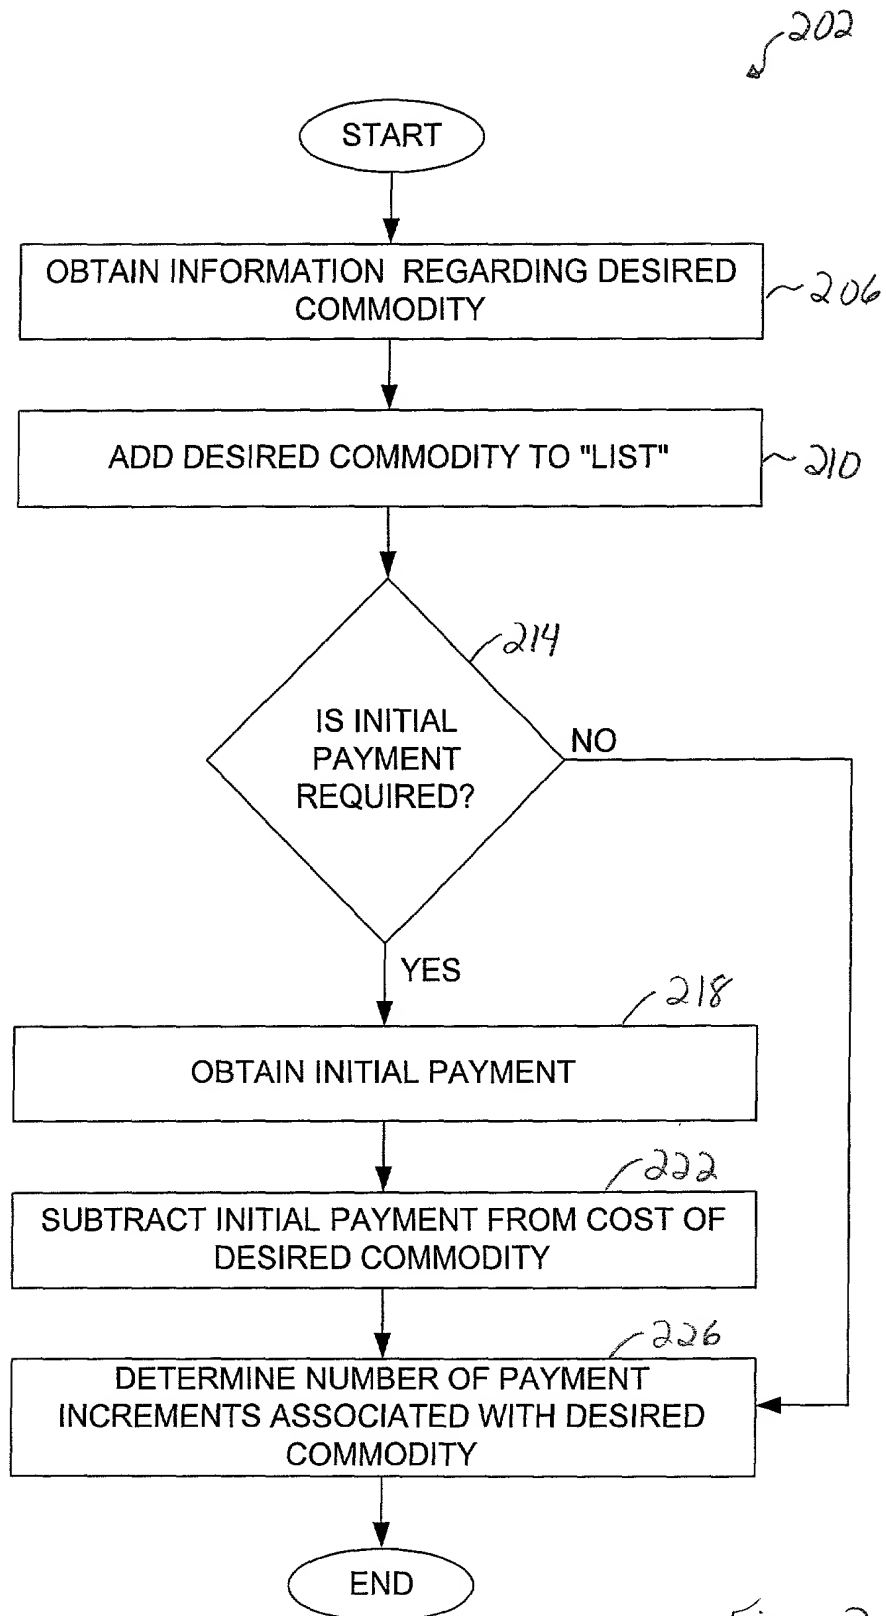 202
START
OBTAIN INFORMATION REGARDING DESIRED
COMMODITY
206
ADD DESIRED COMMODITY TO "LIST"
210
214
IS INITIAL
PAYMENT
REQUIRED?
NO
YES
218
OBTAIN INITIAL PAYMENT
222
SUBTRACT INITIAL PAYMENT FROM COST OF
DESIRED COMMODITY
226
DETERMINE NUMBER OF PAYMENT
INCREMENTS ASSOCIATED WITH DESIRED
COMMODITY
END